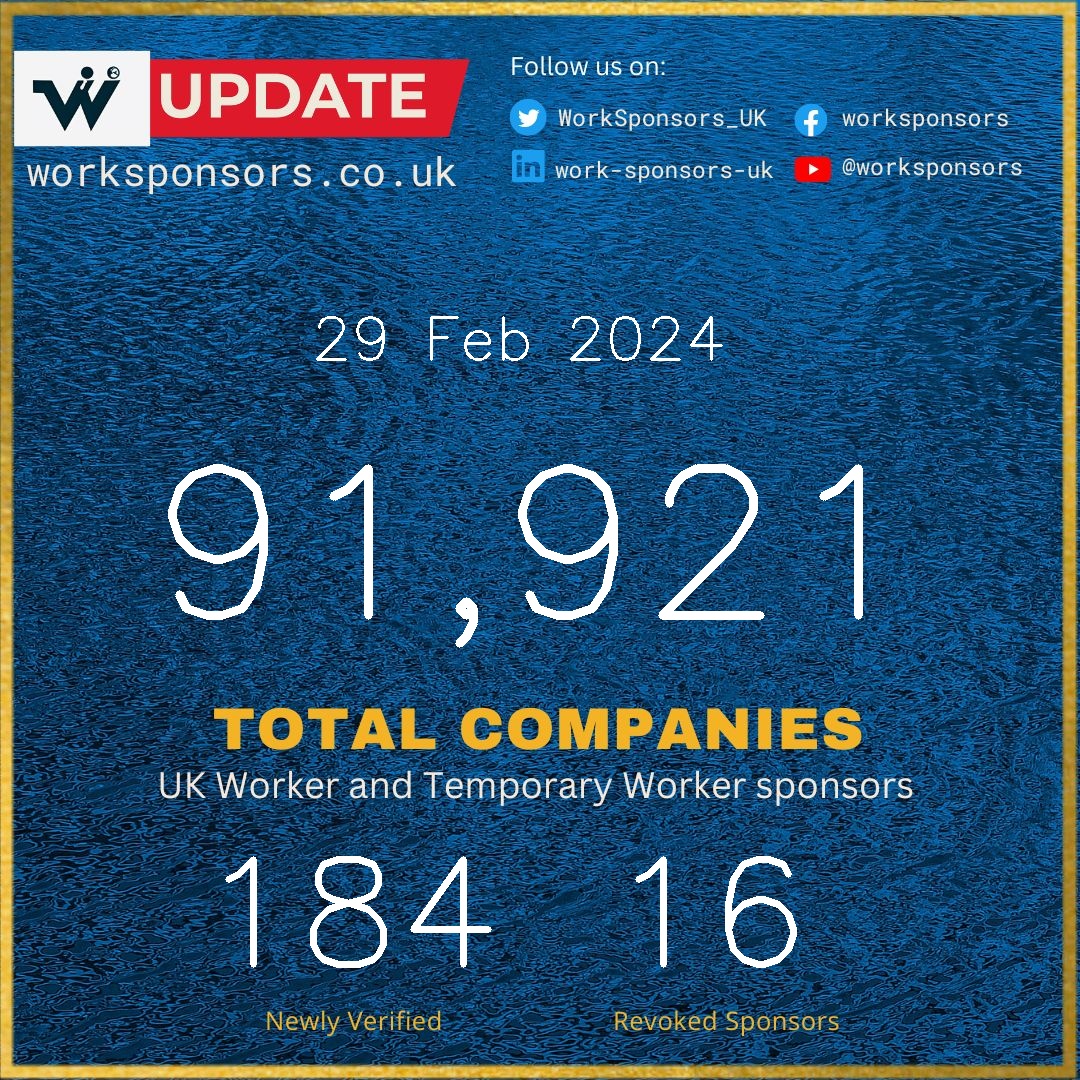 UPDATE
worksponsors.co.uk
Follow us on:
WorkSponsors_UK
worksponsors
work-sponsors-uk
@worksponsors
29 Feb 2024
91,921
TOTAL COMPANIES
UK Worker and Temporary Worker sponsors
184 16
Newly Verified Revoked Sponsors